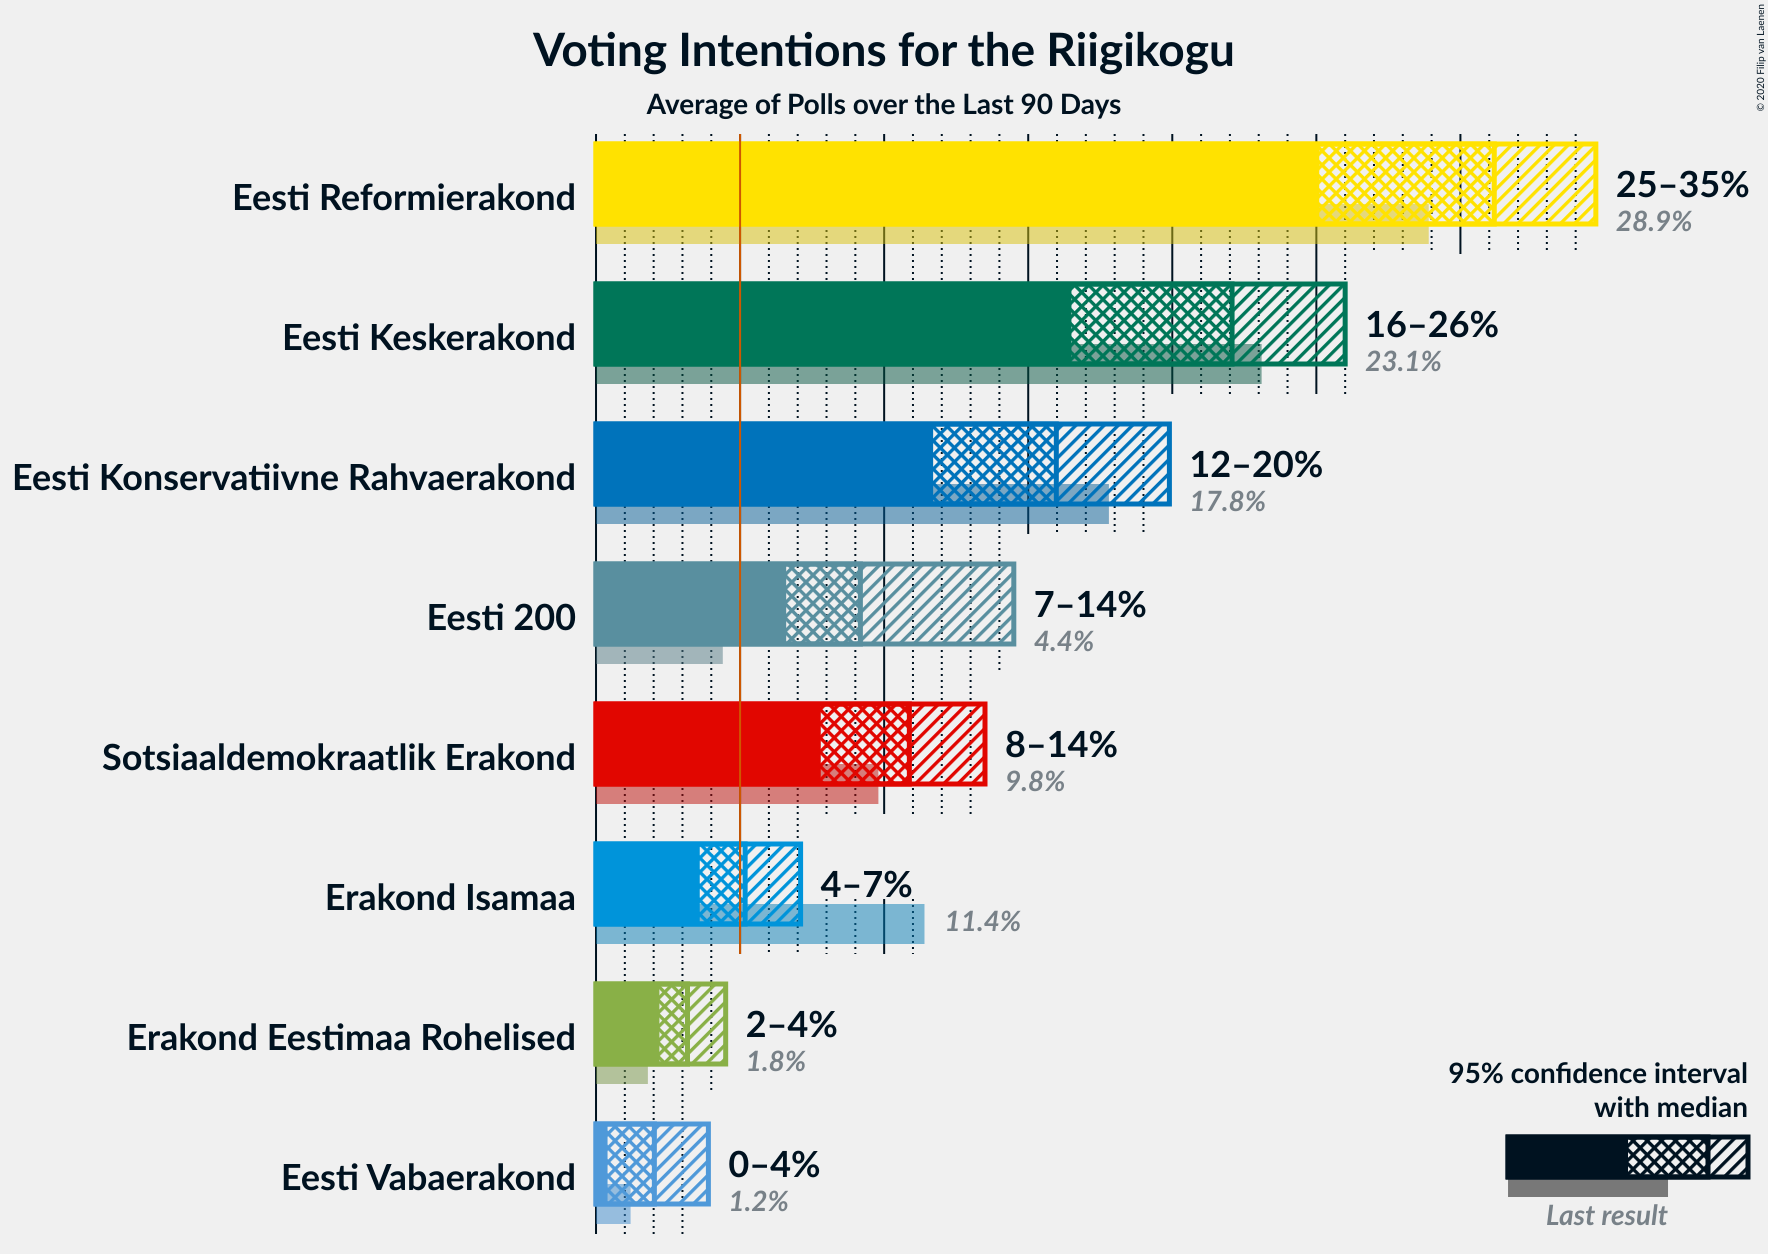 © 2020 Filip van Laenen
Voting Intentions for the Riigikogu
Average of Polls over the Last 90 Days
Eesti Reformierakond
25–35%
28.9%
Eesti Keskerakond
16–26%
23.1%
Eesti Konservatiivne Rahvaerakond
12–20%
17.8%
Eesti 200
7–14%
4.4%
Sotsiaaldemokraatlik Erakond
8–14%
9.8%
Erakond Isamaa
4–7%
11.4%
Erakond Eestimaa Rohelised
2–4%
1.8%
Eesti Vabaerakond
0–4%
1.2%
95% confidence interval
with median
Last result